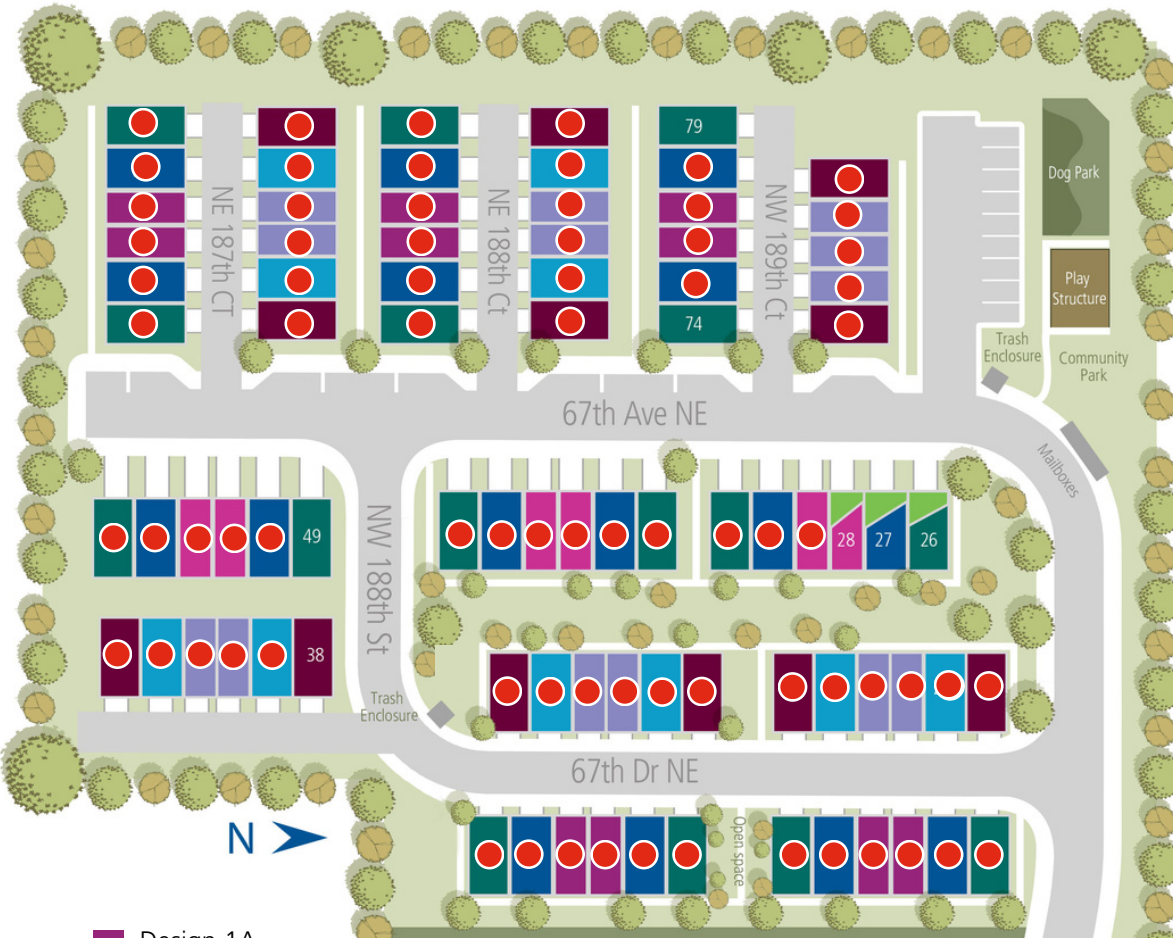 79
Dog Park
NE 187th CT
NE 188th Ct
NW 189th Ct
Play
Structure
74
Trash
Enclosure
Community
Park
67th Ave NE
Mailboxes
49
28
27
26
NW 188th St
38
Trash
Enclosure
67th Dr NE
N
Open space
Design 1A